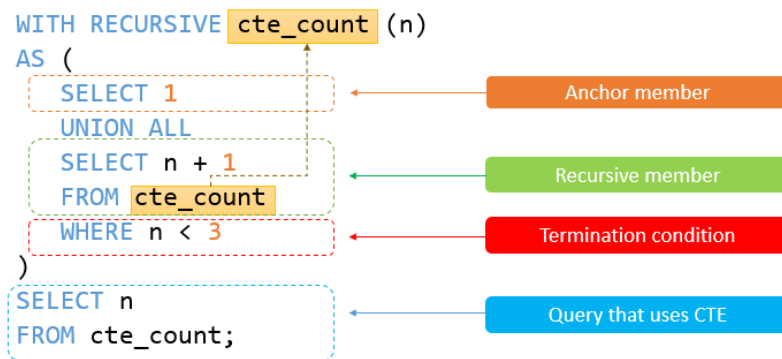 WITH RECURSIVE cte_count (n)
AS (
SELECT 1
Anchor member
UNION ALL
SELECT n + 1
Recursive member
FROM cte_count
WHERE n < 3
Termination condition
)
SELECT n
Query that uses CTE
FROM cte_count;